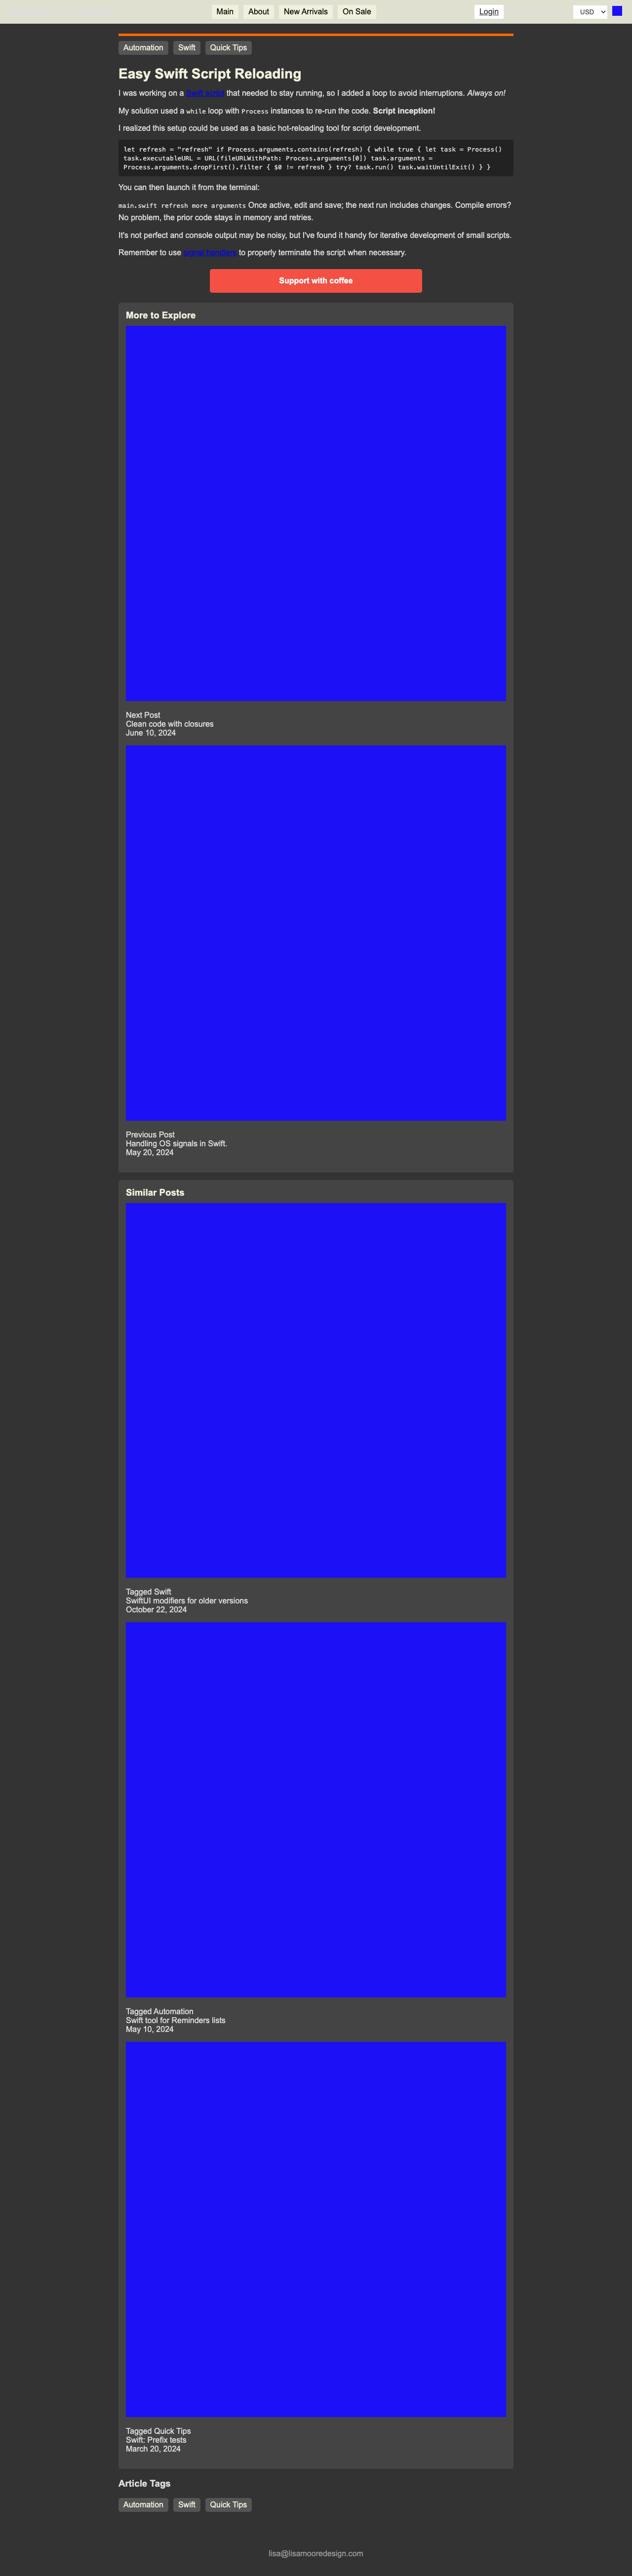 Main About New Arrivals On Sale Login USD
Automation Swift Quick Tips
Easy Swift Script Reloading
I was working on a Swift script that needed to stay running, so I added a loop to avoid interruptions. Always on!
My solution used a while loop with Process instances to re-run the code. Script inception!
I realized this setup could be used as a basic hot-reloading tool for script development.
let refresh = "refresh" if Process.arguments.contains(refresh) { while true { let task = Process()
task.executableURL = URL(fileURLWithPath: Process.arguments[0]) task.arguments =
Process.arguments.dropFirst().filter { $0 != refresh } try? task.run() task.waitUntilExit() } }
You can then launch it from the terminal:
main.swift refresh more arguments Once active, edit and save; the next run includes changes. Compile errors?
No problem, the prior code stays in memory and retries.
It's not perfect and console output may be noisy, but I've found it handy for iterative development of small scripts.
Remember to use signal handlers to properly terminate the script when necessary.
Support with coffee
More to Explore
Next Post
Clean code with closures
June 10, 2024
Previous Post
Handling OS signals in Swift.
May 20, 2024
Similar Posts
Tagged Swift
SwiftUI modifiers for older versions
October 22, 2024
Tagged Automation
Swift tool for Reminders lists
May 10, 2024
Tagged Quick Tips
Swift: Prefix tests
March 20, 2024
Article Tags
Automation Swift Quick Tips
lisa@lisamooredesign.com